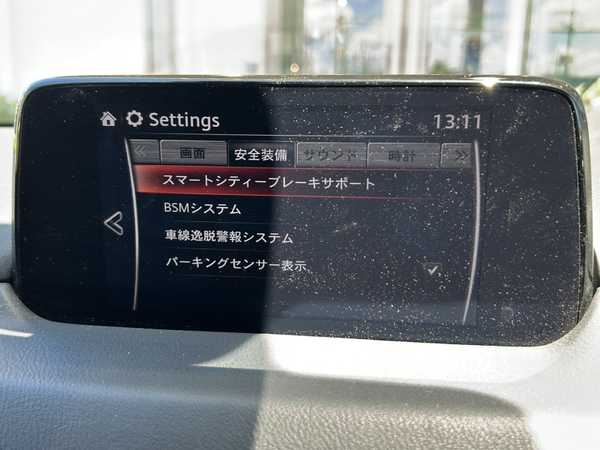 Settings 13:11
画面 安全装備 サウンド 時計
スマートシティーブレーキサポート
BSMシステム
車線逸脱警報システム
パーキングセンサー表示